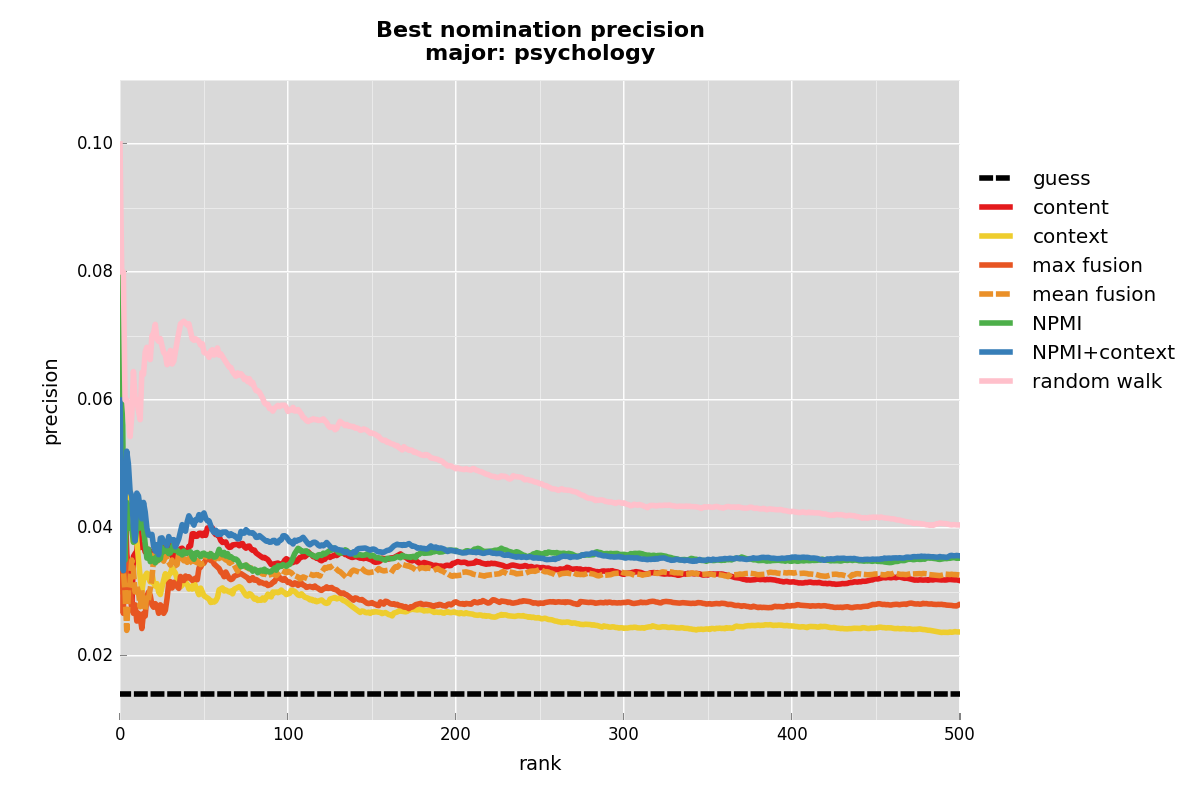 Best nomination precision
major: psychology
precision
0.10
0.08
0.06
0.04
0.02
0
100
200
300
400
500
rank
guess
content
context
max fusion
mean fusion
NPMI
NPMI+context
random walk